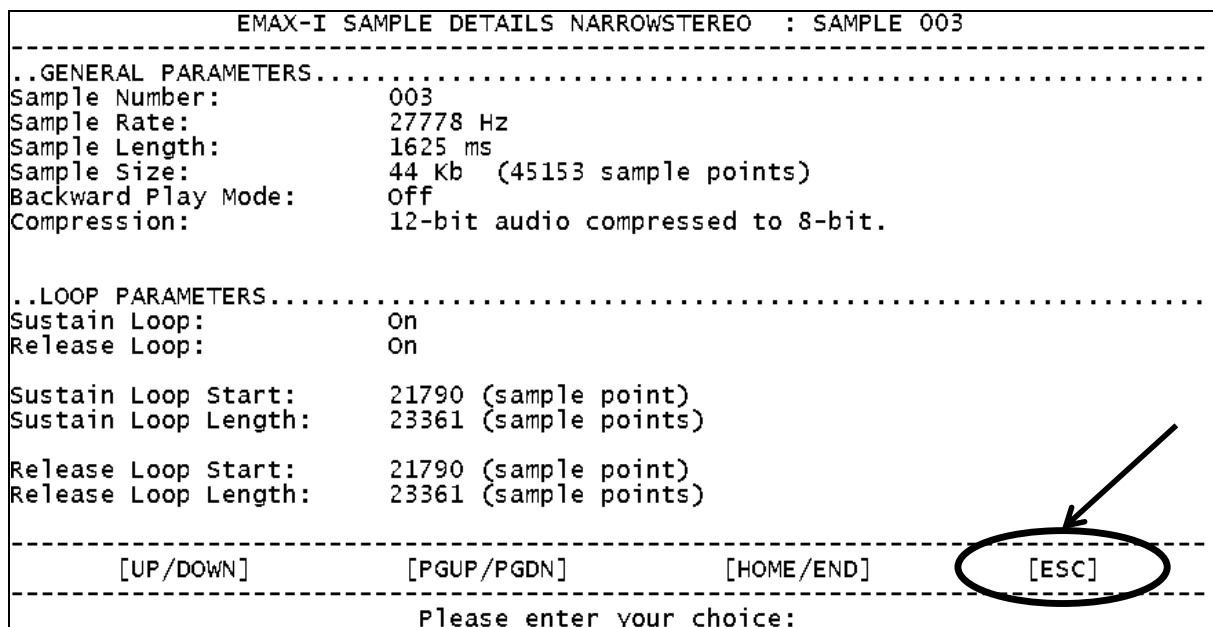 EMAX-I SAMPLE DETAILS NARROWSTEREO : SAMPLE 003
--------------------------------------------------------------------------------
..GENERAL PARAMETERS...........................................................
Sample Number: 003
Sample Rate: 27778 Hz
Sample Length: 1625 ms
Sample Size: 44 Kb (45153 sample points)
Backward Play Mode: Off
Compression: 12-bit audio compressed to 8-bit.
..LOOP PARAMETERS..............................................................
Sustain Loop: On
Release Loop: On
Sustain Loop Start: 21790 (sample point)
Sustain Loop Length: 23361 (sample points)
Release Loop Start: 21790 (sample point)
Release Loop Length: 23361 (sample points)
--------------------------------------------------------------------------------
[UP/DOWN] [PGUP/PGDN] [HOME/END] [ESC]
--------------------------------------------------------------------------------
Please enter your choice: